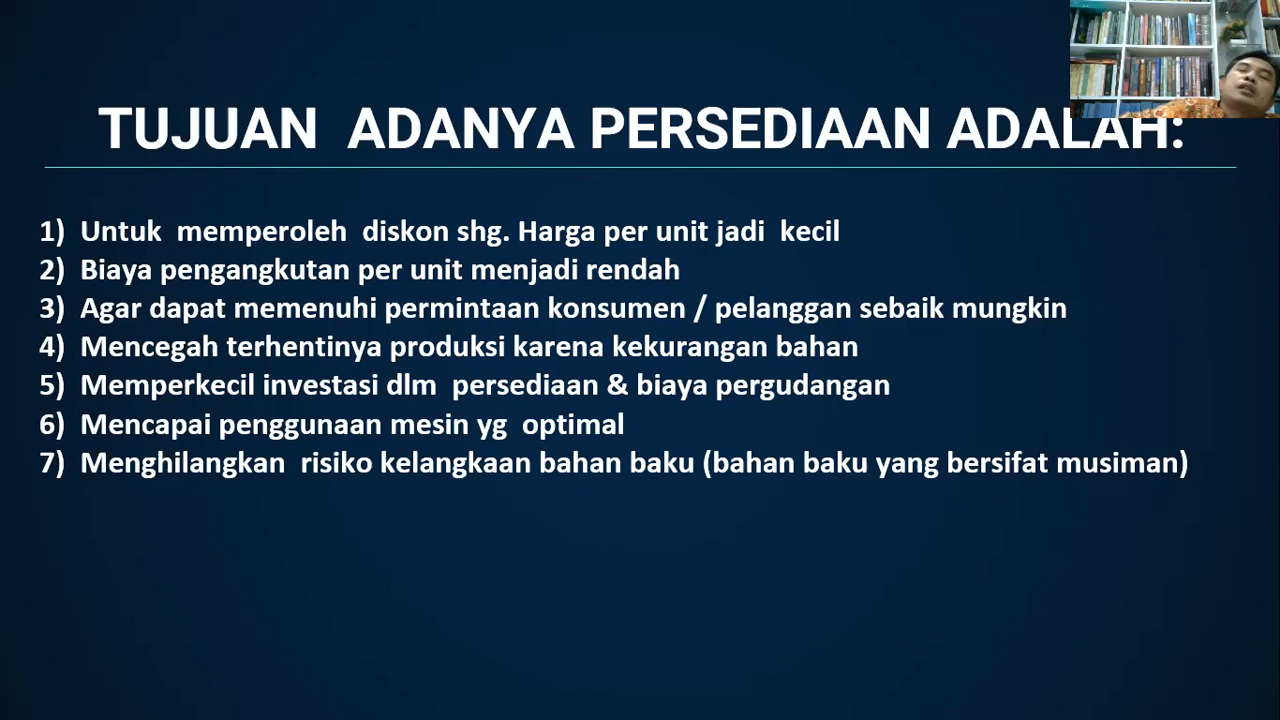 TUJUAN ADANYA PERSEDIAAN ADALAH:
1) Untuk memperoleh diskon shg. Harga per unit jadi kecil
2) Biaya pengangkutan per unit menjadi rendah
3) Agar dapat memenuhi permintaan konsumen / pelanggan sebaik mungkin
4) Mencegah terhentinya produksi karena kekurangan bahan
5) Memperkecil investasi dlm persediaan & biaya pergudangan
6) Mencapai penggunaan mesin yg optimal
7) Menghilangkan risiko kelangkaan bahan baku (bahan baku yang bersifat musiman)